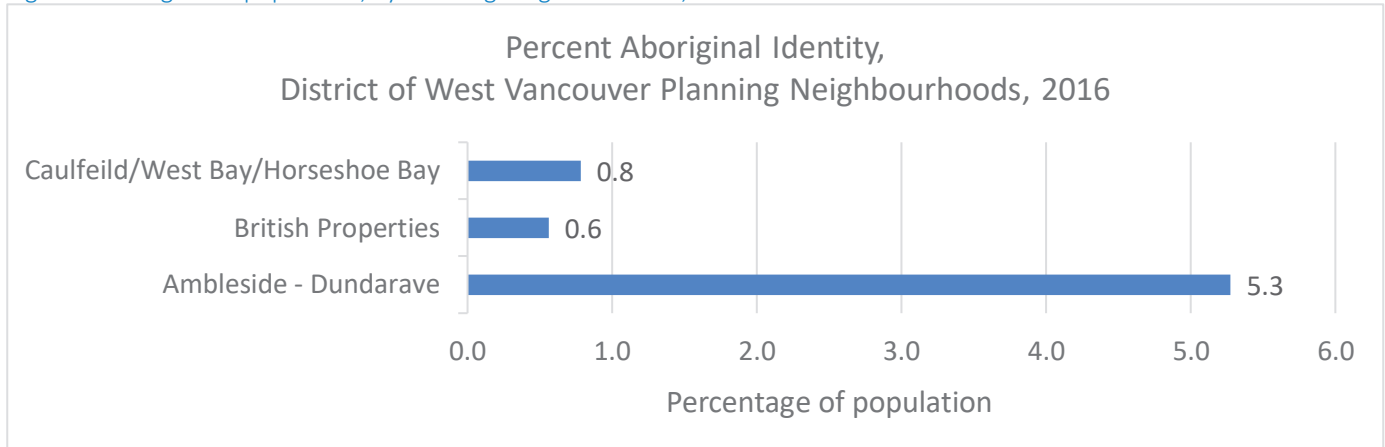 Percent Aboriginal Identity,
District of West Vancouver Planning Neighbourhoods, 2016
Caulfeild/West Bay/Horseshoe Bay
0.8
British Properties
0.6
Ambleside - Dundarave
5.3
0.0 1.0 2.0 3.0 4.0 5.0 6.0
Percentage of population